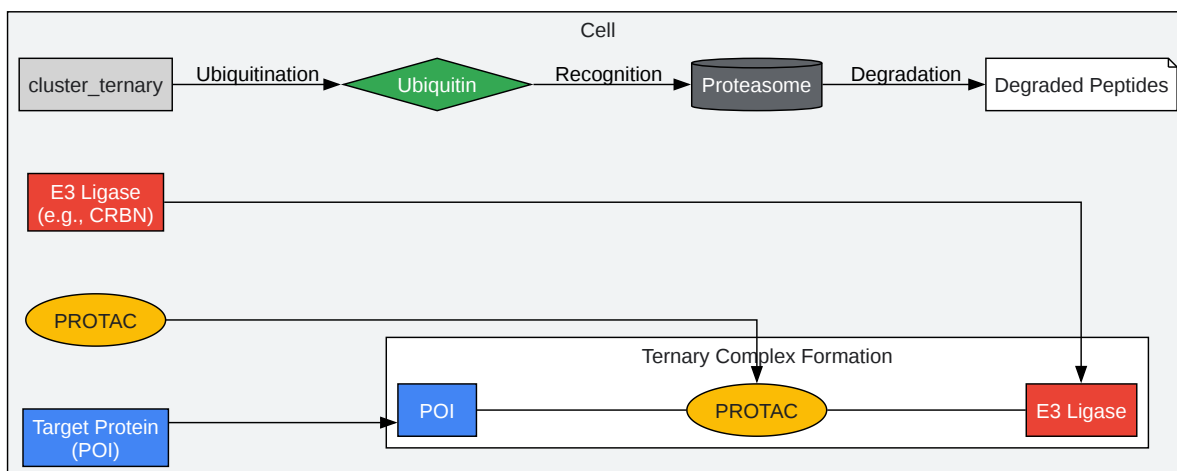 Cell
cluster_ternary
Ubiquitination
Ubiquitin
Recognition
Proteasome
Degradation
Degraded Peptides
E3 Ligase
(e.g., CRBN)
PROTAC
Ternary Complex Formation
Target Protein
(POI)
POI
PROTAC
E3 Ligase